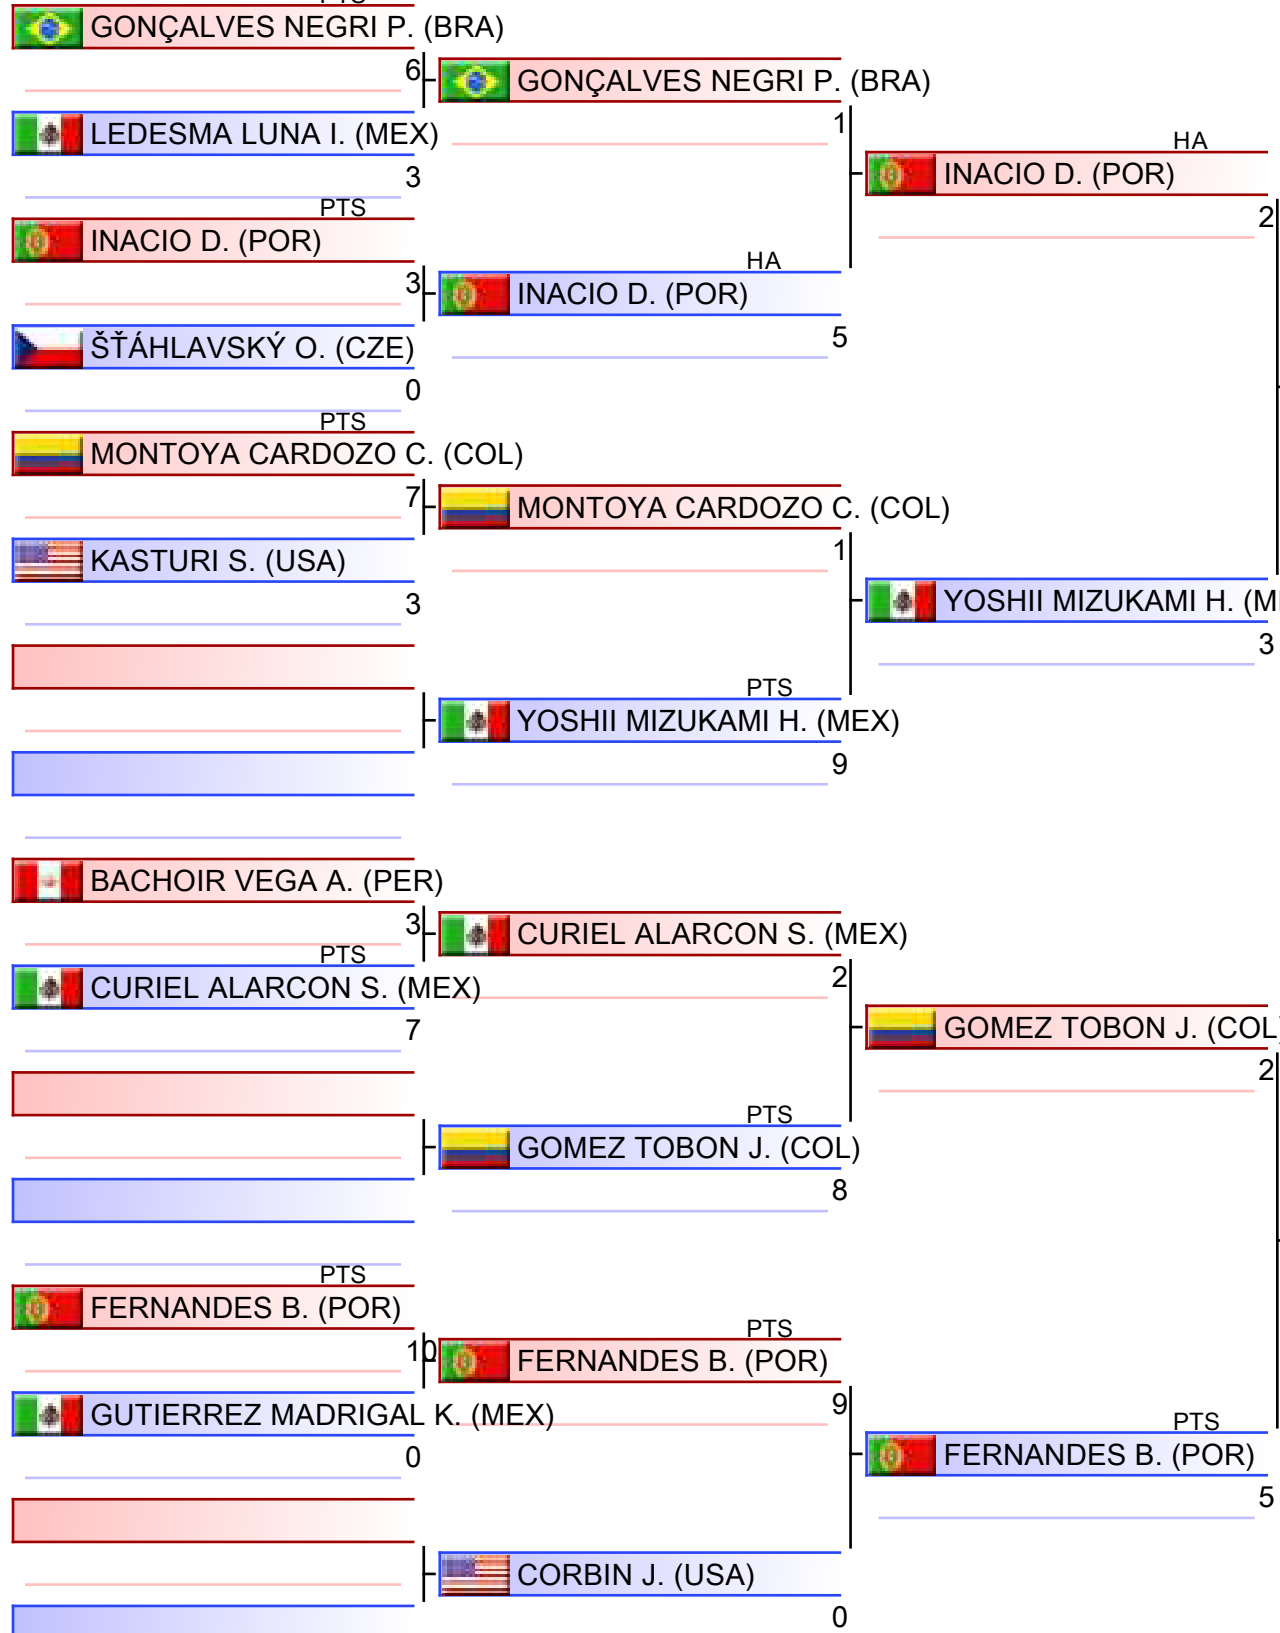 PTS
GONÇALVES NEGRI P. (BRA)
6
LEDESMA LUNA I. (MEX)
3
PTS
INACIO D. (POR)
3
ŠŤÁHLAVSKÝ O. (CZE)
0
PTS
MONTOYA CARDOZO C. (COL)
7
KASTURI S. (USA)
3
BACHOIR VEGA A. (PER)
3
PTS
CURIEL ALARCON S. (MEX)
7
PTS
FERNANDES B. (POR)
10
GUTIERREZ MADRIGAL K. (MEX)
0
GONÇALVES NEGRI P. (BRA)
1
HA
INACIO D. (POR)
5
MONTOYA CARDOZO C. (COL)
1
PTS
YOSHII MIZUKAMI H. (MEX)
9
CURIEL ALARCON S. (MEX)
2
PTS
GOMEZ TOBON J. (COL)
8
PTS
FERNANDES B. (POR)
9
CORBIN J. (USA)
0
HA
INACIO D. (POR)
2
YOSHII MIZUKAMI H.
3
GOMEZ TOBON J. (COL)
2
PTS
FERNANDES B. (POR)
5